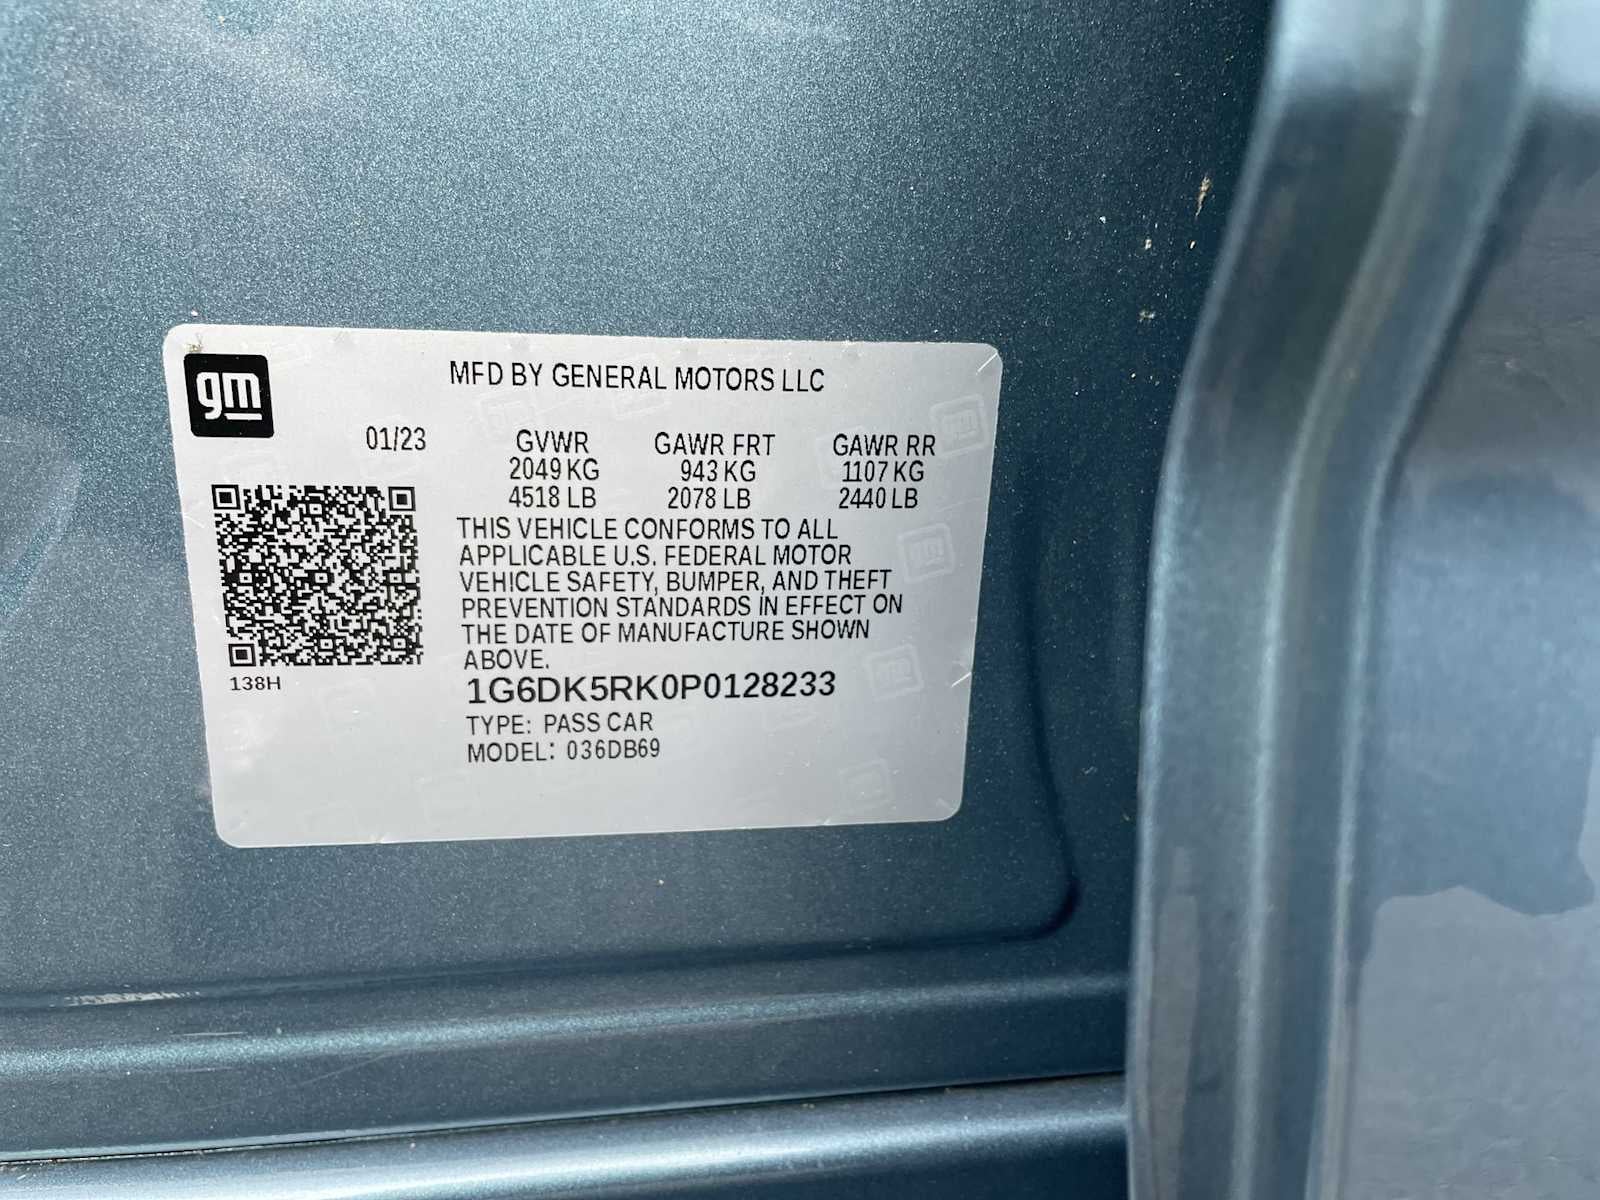 gm
MFD BY GENERAL MOTORS LLC
01/23 GVWR GAWR FRT GAWR RR
2049 KG 943 KG 1107 KG
4518 LB 2078 LB 2440 LB
THIS VEHICLE CONFORMS TO ALL
APPLICABLE U.S. FEDERAL MOTOR
VEHICLE SAFETY, BUMPER, AND THEFT
PREVENTION STANDARDS IN EFFECT ON
THE DATE OF MANUFACTURE SHOWN
ABOVE.
138H
1G6DK5RK0P0128233
TYPE: PASS CAR
MODEL: 036DB69